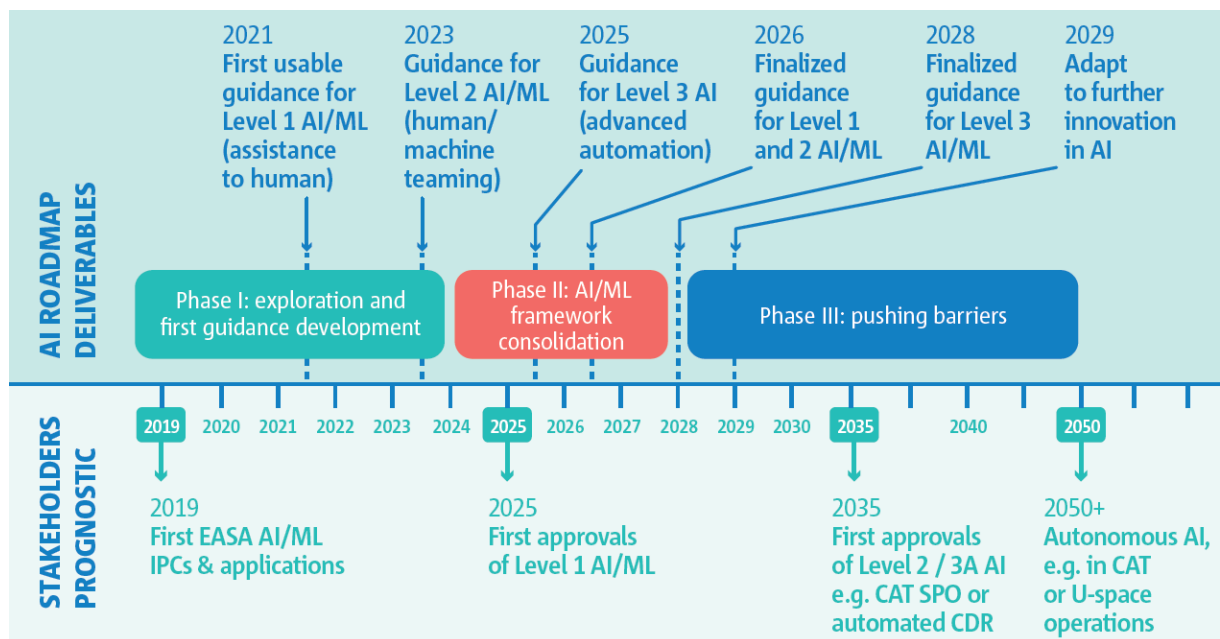 AI ROADMAP
DELIVERABLES
2021
First usable
guidance for
Level 1 AI/ML
(assistance
to human)
2023
Guidance for
Level 2 AI/ML
(human/
machine
teaming)
2025
Guidance
for Level 3 AI
(advanced
automation)
2026
Finalized
guidance
for Level 1
and 2 AI/ML
2028
Finalized
guidance
for Level 3
AI/ML
2029
Adapt
to further
innovation
in AI
Phase I: exploration and
first guidance development
Phase II: AI/ML
framework
consolidation
Phase III: pushing barriers
2019 2020 2021 2022 2023 2024 2025 2026 2027 2028 2029 2030 2035 2040 2050
STAKEHOLDERS
PROGNOSTIC
2019
First EASA AI/ML
IPCs & applications
2025
First approvals
of Level 1 AI/ML
2035
First approvals
of Level 2 / 3A AI
e.g. CAT SPO or
automated CDR
2050+
Autonomous AI,
e.g. in CAT
or U-space
operations